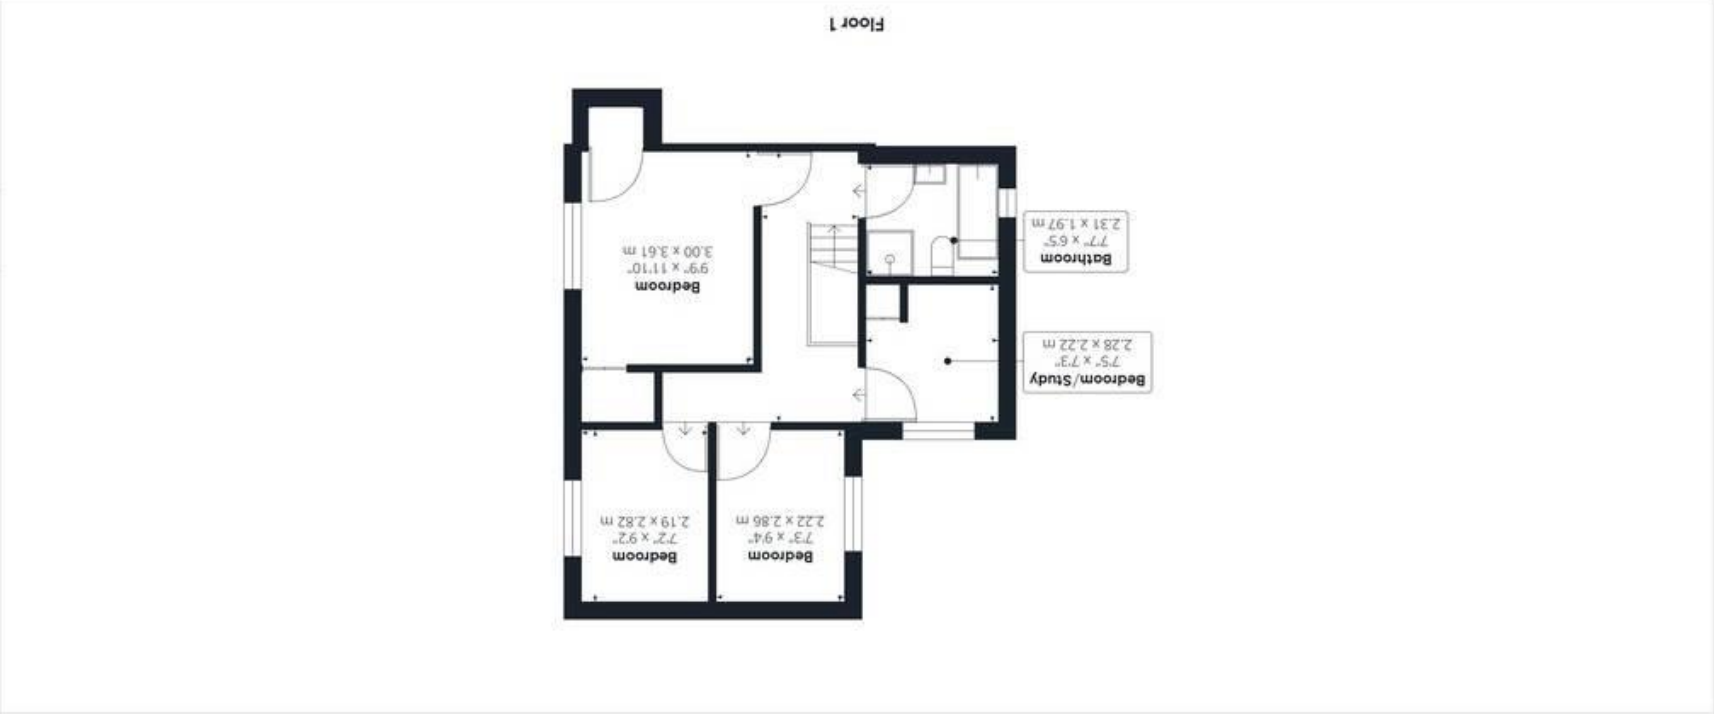 Bedroom
7'3" x 9'4"
2.22 x 2.86 m
Bedroom
7'2" x 9'2"
2.19 x 2.82 m
Bedroom/Study
7'5" x 7'3"
2.28 x 2.22 m
Bedroom
9'9" x 11'10"
3.00 x 3.61 m
Bathroom
7'7" x 6'5"
2.31 x 1.97 m
Floor 1